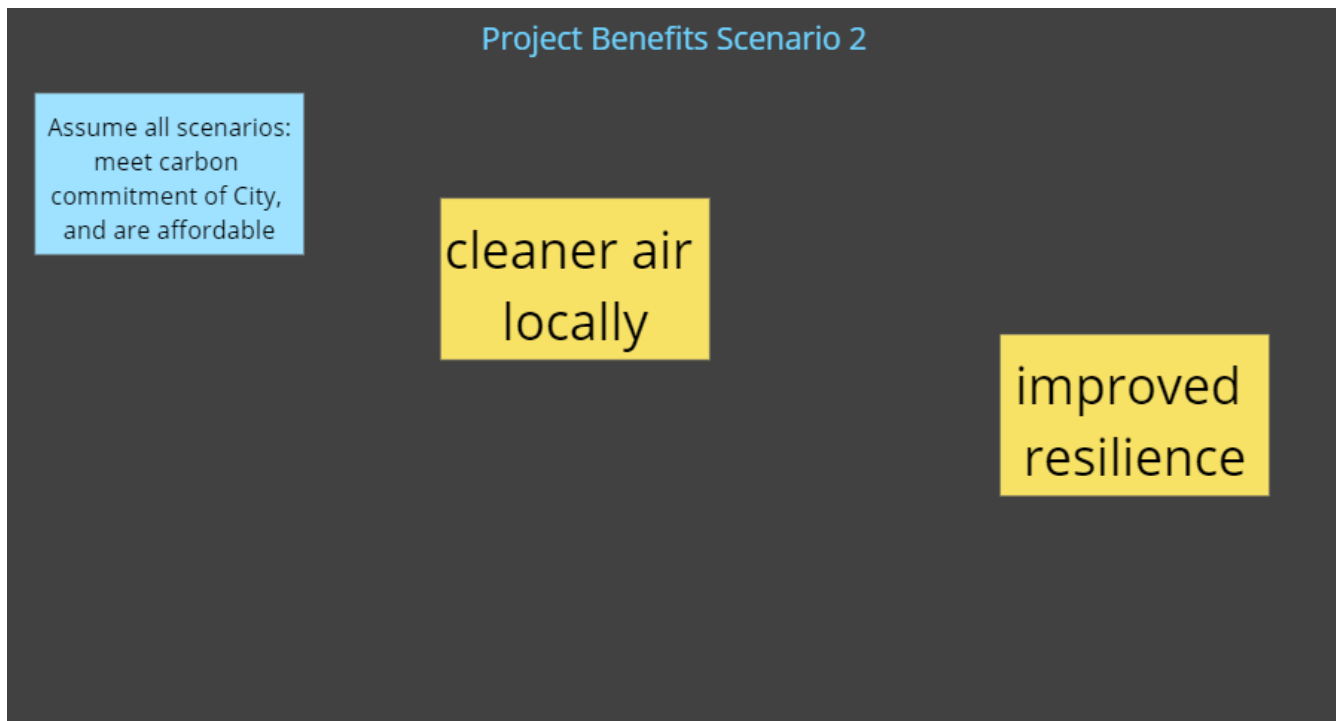 Project Benefits Scenario 2
Assume all scenarios:
meet carbon
commitment of City,
and are affordable
cleaner air
locally
improved
resilience